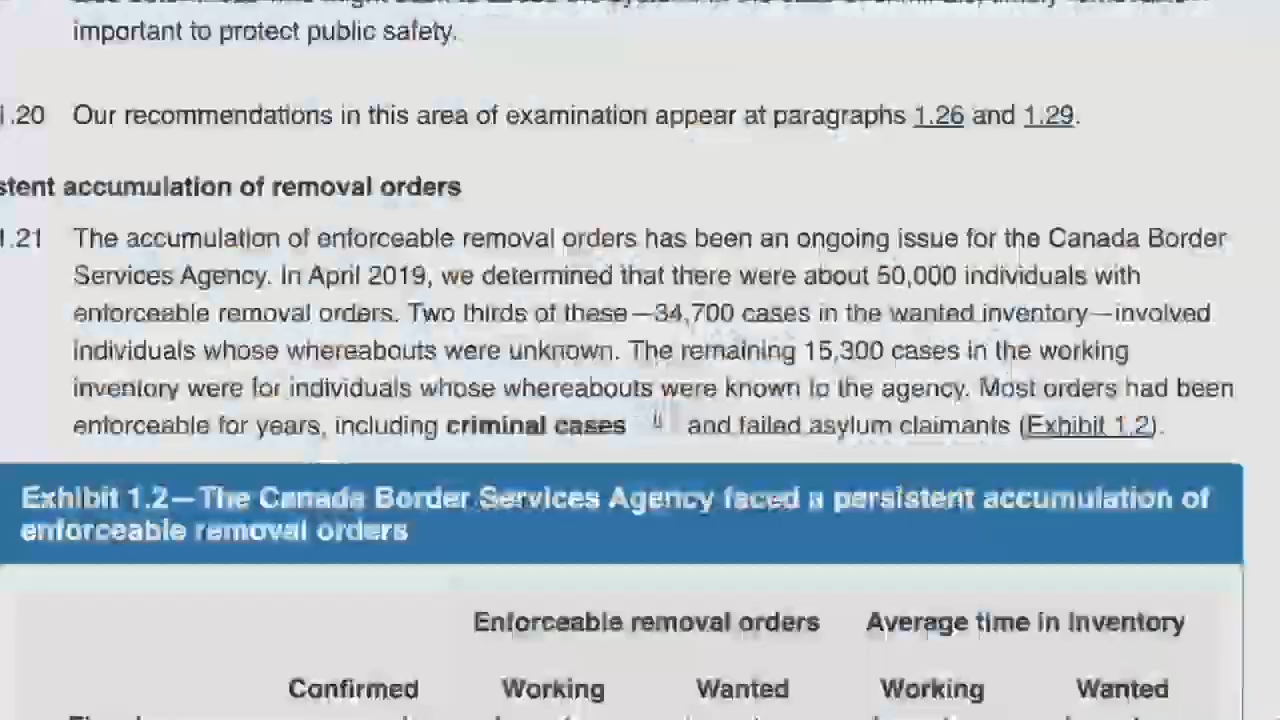 important to protect public safety.
1.20 Our recommendations in this area of examination appear at paragraphs 1.26 and 1.29.
stent accumulation of removal orders
1.21 The accumulation of enforceable removal orders has been an ongoing issue for the Canada Border
Services Agency. In April 2019, we determined that there were about 50,000 individuals with
enforceable removal orders. Two thirds of these—34,700 cases in the wanted inventory—involved
individuals whose whereabouts were unknown. The remaining 15,300 cases in the working
inventory were for individuals whose whereabouts were known to the agency. Most orders had been
enforceable for years, including criminal cases and failed asylum claimants (Exhibit 1.2).
Exhibit 1.2—The Canada Border Services Agency faced a persistent accumulation of
enforceable removal orders
Enforceable removal orders Average time in Inventory
Confirmed Working Wanted Working Wanted